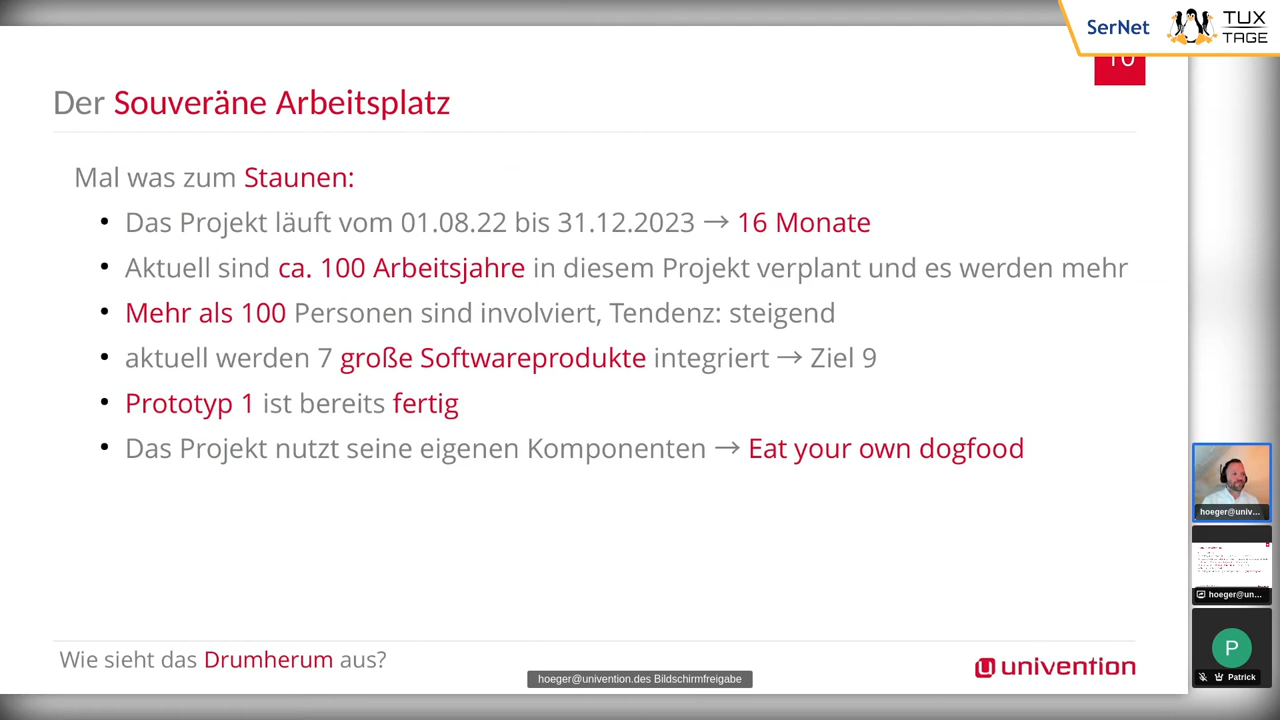 SerNet
TUX
TAGE
10
Der Souveräne Arbeitsplatz
Mal was zum Staunen:
• Das Projekt läuft vom 01.08.22 bis 31.12.2023 → 16 Monate
• Aktuell sind ca. 100 Arbeitsjahre in diesem Projekt verplant und es werden mehr
• Mehr als 100 Personen sind involviert, Tendenz: steigend
• aktuell werden 7 große Softwareprodukte integriert → Ziel 9
• Prototyp 1 ist bereits fertig
• Das Projekt nutzt seine eigenen Komponenten → Eat your own dogfood
hoeger@univ...
hoeger@un...
P
Patrick
Wie sieht das Drumherum aus?
univention
hoeger@univention.des Bildschirmfreigabe